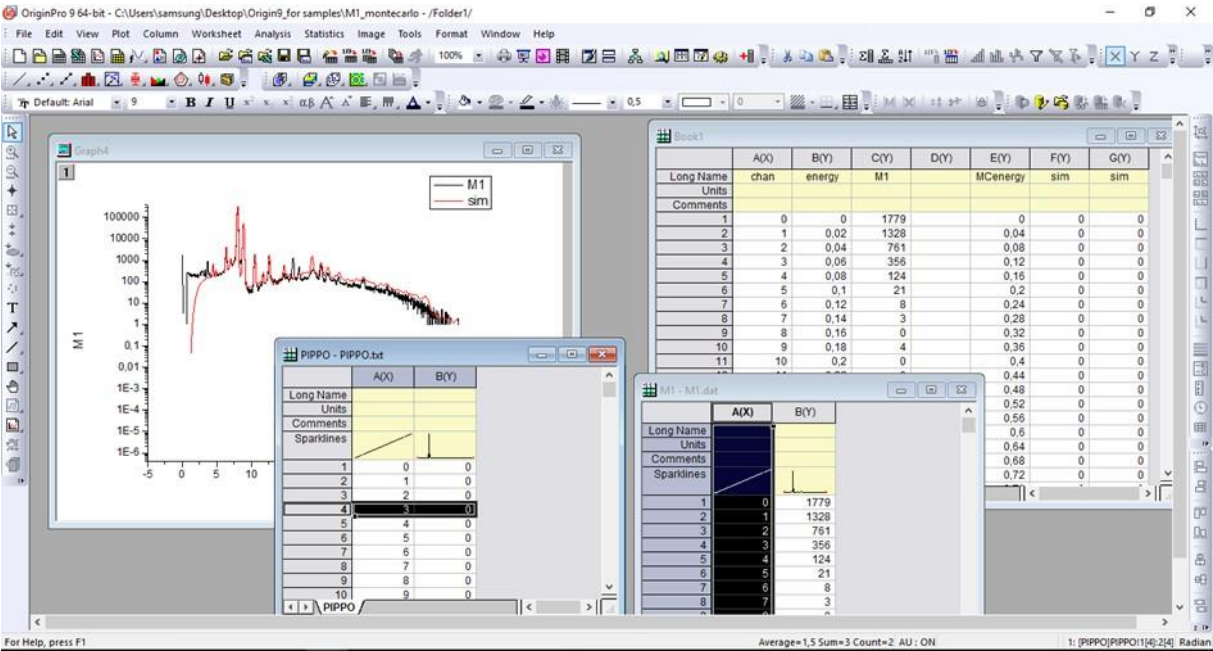 OriginPro 9 64-bit - C:\Users\samsung\Desktop\Origin9_for samples\M1_montecarlo - /Folder1/
File Edit View Plot Column Worksheet Analysis Statistics Image Tools Format Window Help
100%
X Y Z
Default: Arial 9 B I U αβ A A 0,5 0
Graph4
1
M1
sim
100000
10000
1000
100
10
1
0,1
0,01
1E-3
1E-4
1E-5
1E-6
M1
-5 0 5 10
Book1
A(X) B(Y) C(Y) D(Y) E(Y) F(Y) G(Y)
Long Name chan energy M1 MCenergy sim sim
Units
Comments
1 0 0 1779 0 0 0
2 1 0,02 1328 0,04 0 0
3 2 0,04 761 0,08 0 0
4 3 0,06 356 0,12 0 0
5 4 0,08 124 0,16 0 0
6 5 0,1 21 0,2 0 0
7 6 0,12 8 0,24 0 0
8 7 0,14 3 0,28 0 0
9 8 0,16 0 0,32 0 0
10 9 0,18 4 0,36 0 0
11 10 0,2 0 0,4 0 0
0,44 0 0
0,48 0 0
0,52 0 0
0,56 0 0
0,6 0 0
0,64 0 0
0,68 0 0
0,72 0 0
PIPPO - PIPPO.txt
A(X) B(Y)
Long Name
Units
Comments
Sparklines
1 0 0
2 1 0
3 2 0
4 3 0
5 4 0
6 5 0
7 6 0
8 7 0
9 8 0
10 9 0
PIPPO
M1 - M1.dat
A(X) B(Y)
Long Name
Units
Comments
Sparklines
1 0 1779
2 1 1328
3 2 761
4 3 356
5 4 124
6 5 21
7 6 8
8 7 3
For Help, press F1
Average=1,5 Sum=3 Count=2 AU : ON
1: [PIPPO]PIPPO!1[4]:2[4] Radian